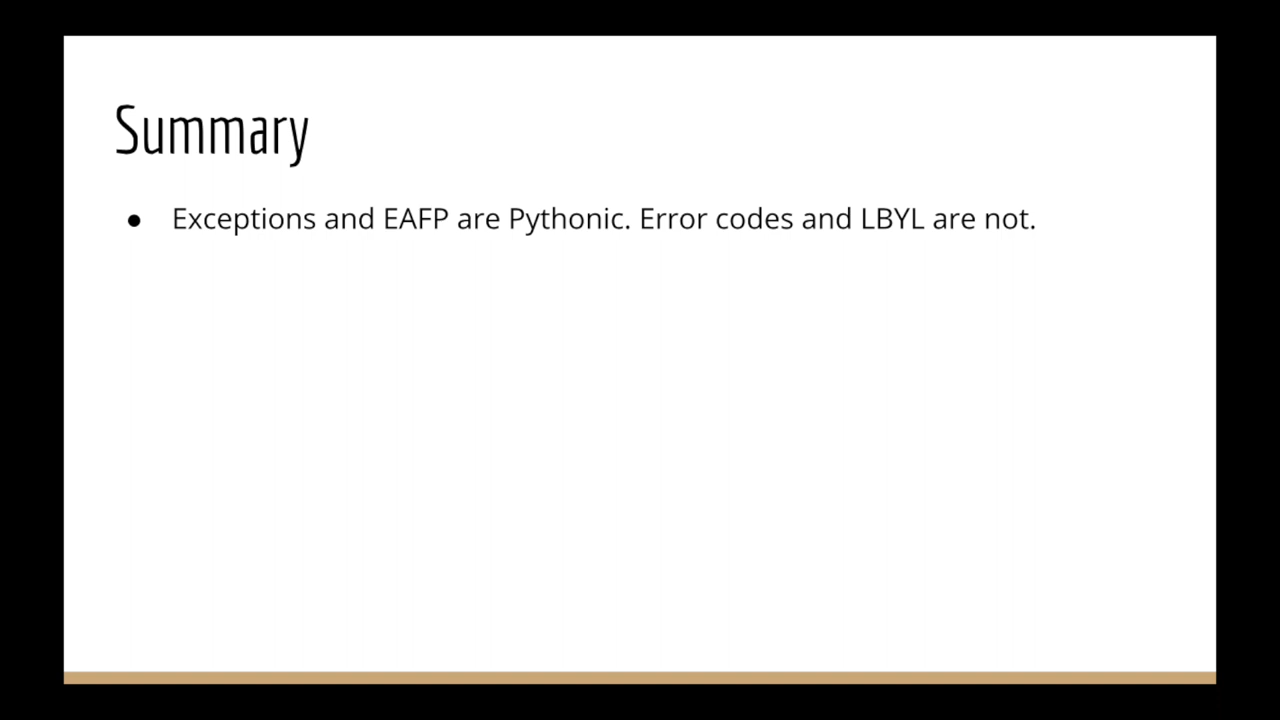 Summary
● Exceptions and EAFP are Pythonic. Error codes and LBYL are not.